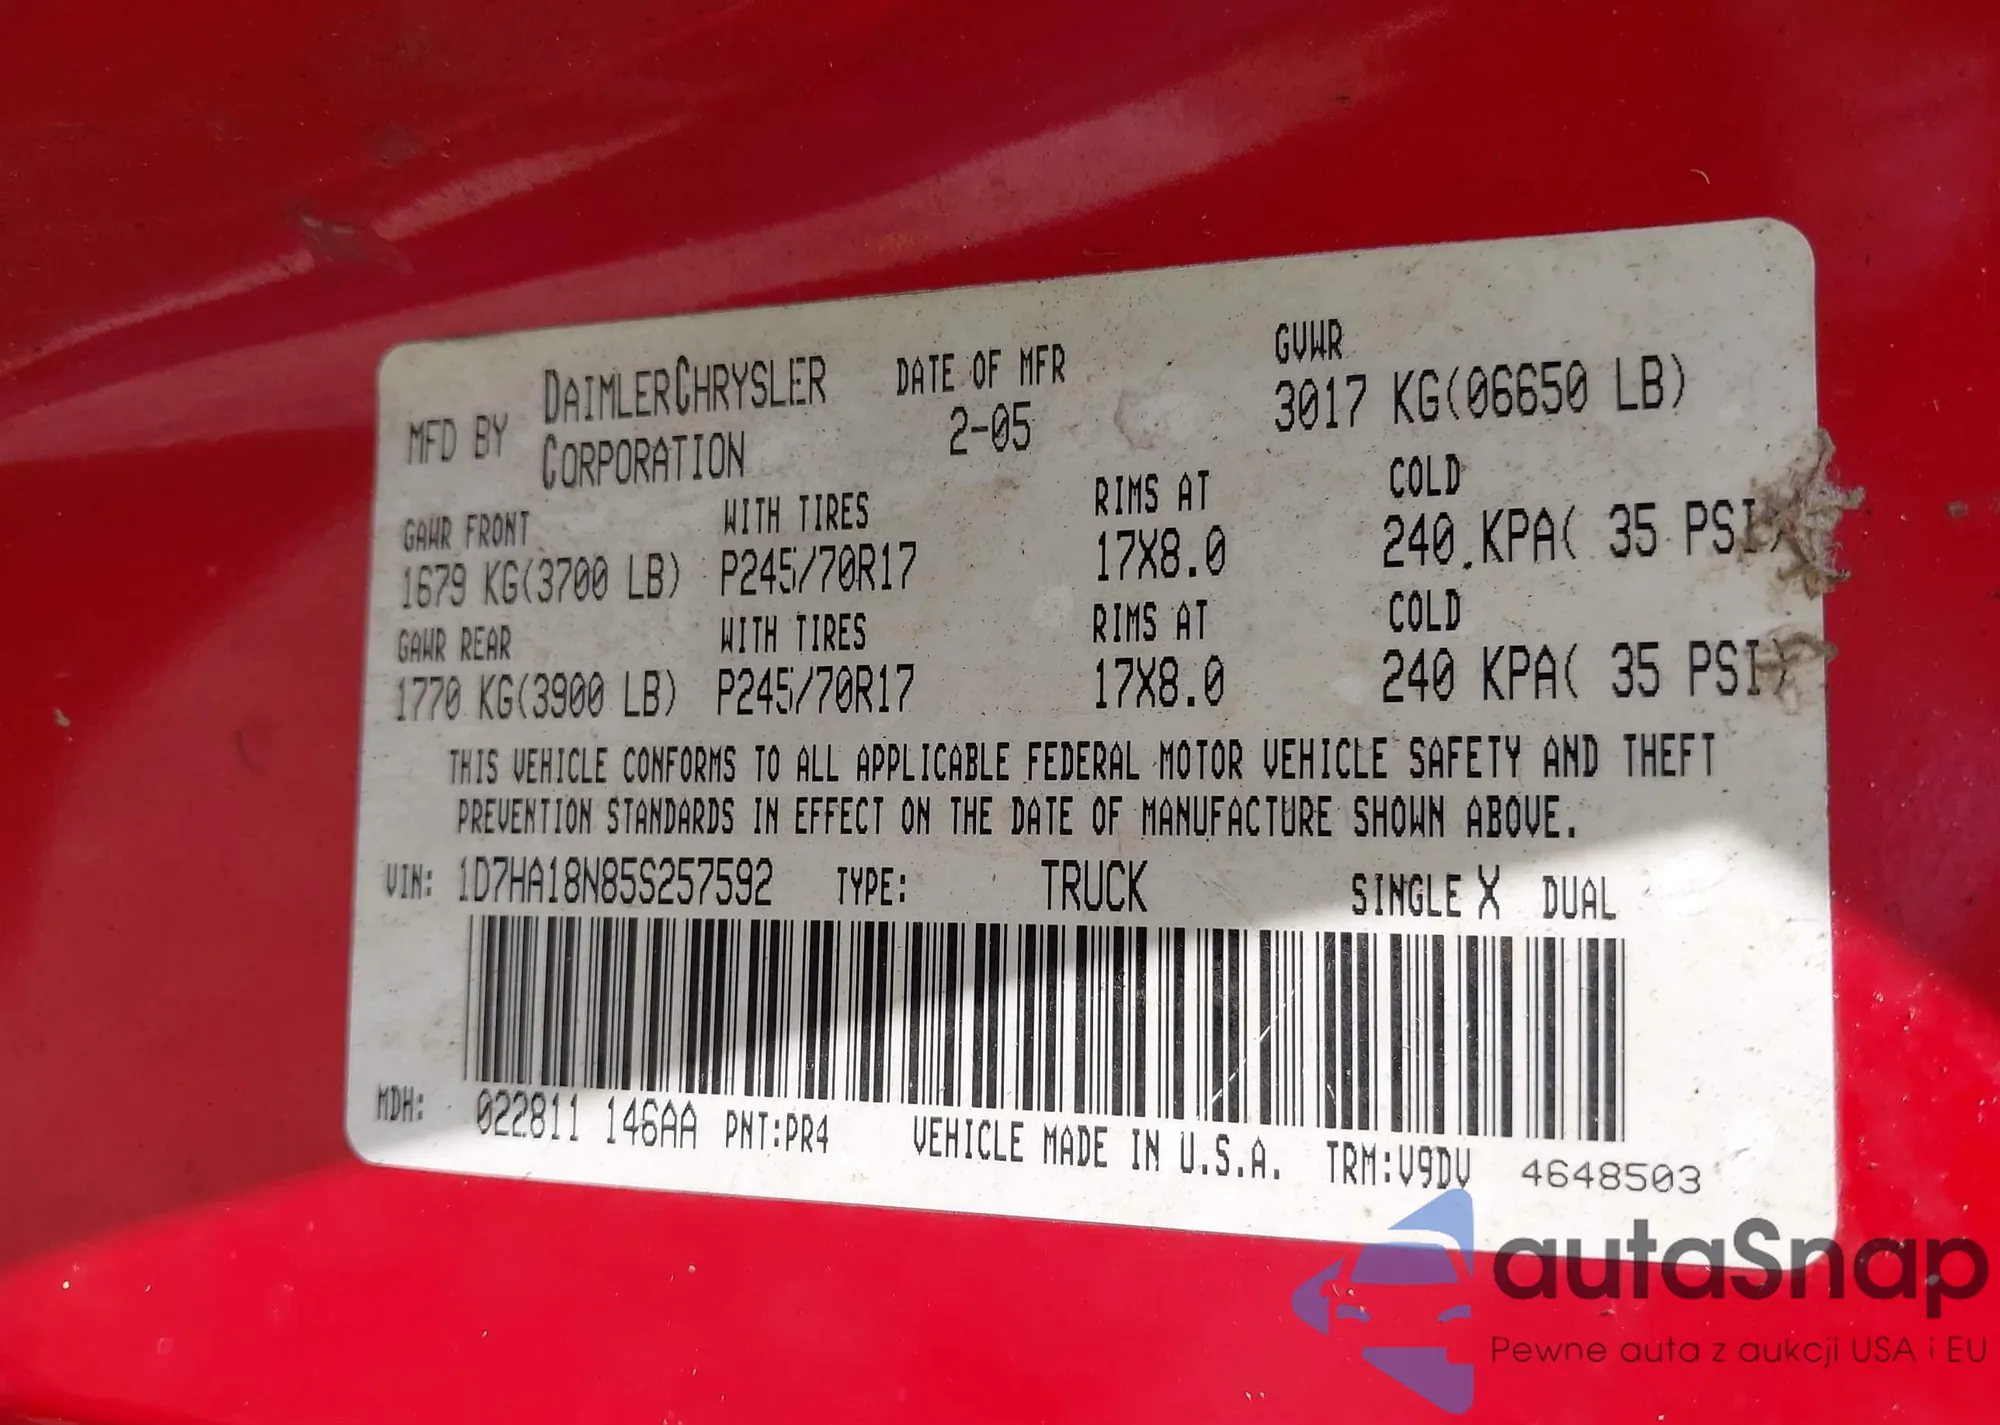 MFD BY DAIMLERCHRYSLER CORPORATION
DATE OF MFR
2-05
GVWR
3017 KG(06650 LB)
GAWR FRONT WITH TIRES RIMS AT COLD
1679 KG(3700 LB) P245/70R17 17X8.0 240 KPA( 35 PSI)
GAWR REAR WITH TIRES RIMS AT COLD
1770 KG(3900 LB) P245/70R17 17X8.0 240 KPA( 35 PSI)
THIS VEHICLE CONFORMS TO ALL APPLICABLE FEDERAL MOTOR VEHICLE SAFETY AND THEFT
PREVENTION STANDARDS IN EFFECT ON THE DATE OF MANUFACTURE SHOWN ABOVE.
VIN: 1D7HA18N85S257592 TYPE: TRUCK SINGLE X DUAL
MDH: 022811 146AA PNT:PR4 VEHICLE MADE IN U.S.A. TRM:V9DV 4648503
autaSnap
Pewne auta z aukcji USA i EU